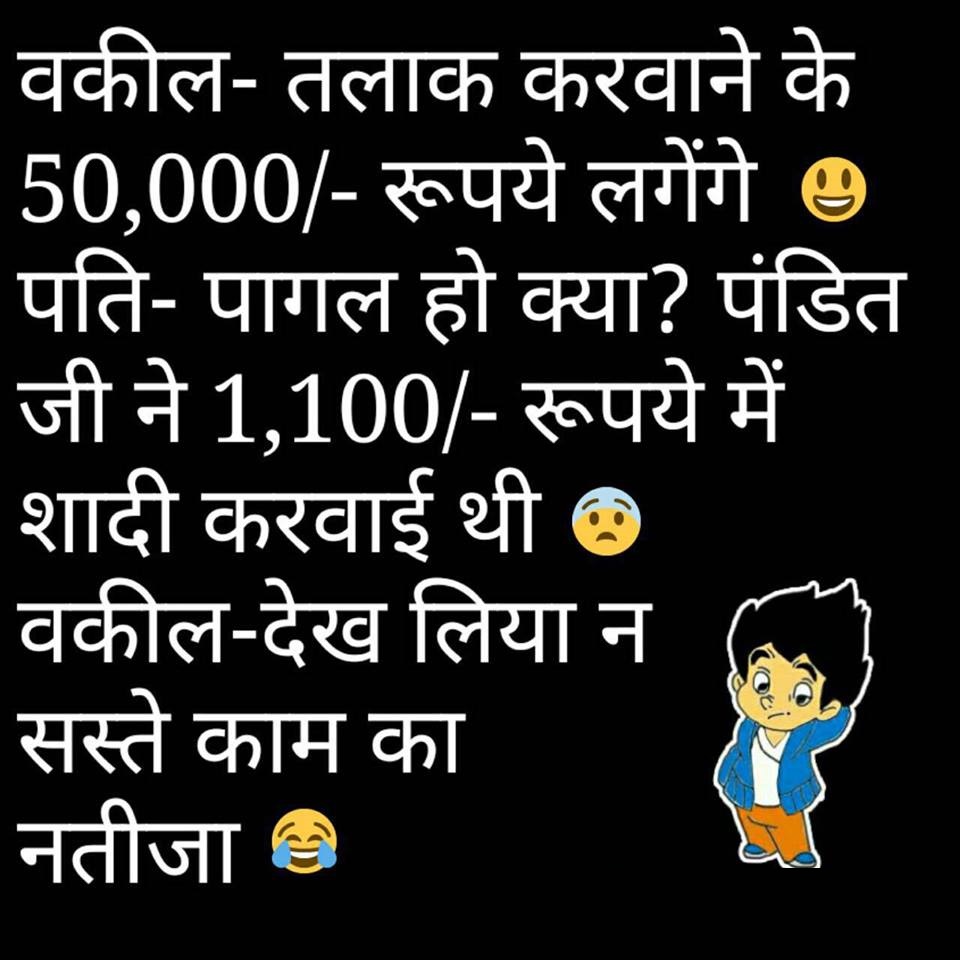 वकील- तलाक करवाने के
50,000/- रूपये लगेंगे 😃
पति- पागल हो क्या? पंडित
जी ने 1,100/- रूपये में
शादी करवाई थी 😨
वकील-देख लिया न
सस्ते काम का
नतीजा 😂